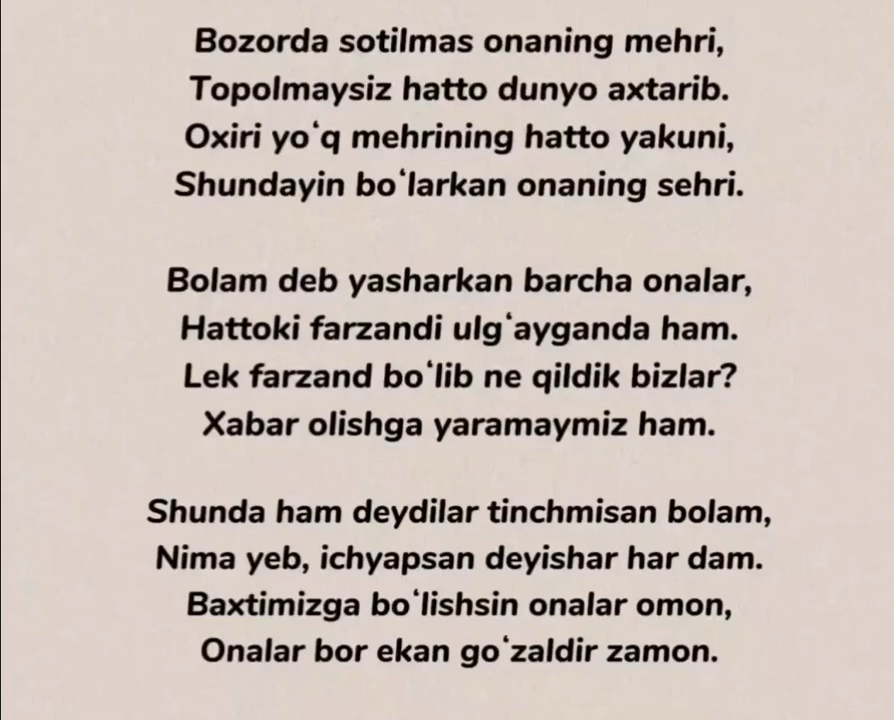 Bozorda sotilmas onaning mehri,
Topolmaysiz hatto dunyo axtarib.
Oxiri yoʻq mehrining hatto yakuni,
Shundayin boʻlarkan onaning sehri.
Bolam deb yasharkan barcha onalar,
Hattoki farzandi ulgʻayganda ham.
Lek farzand boʻlib ne qildik bizlar?
Xabar olishga yaramaymiz ham.
Shunda ham deydilar tinchmisan bolam,
Nima yeb, ichyapsan deyishar har dam.
Baxtimizga boʻlishsin onalar omon,
Onalar bor ekan goʻzaldir zamon.